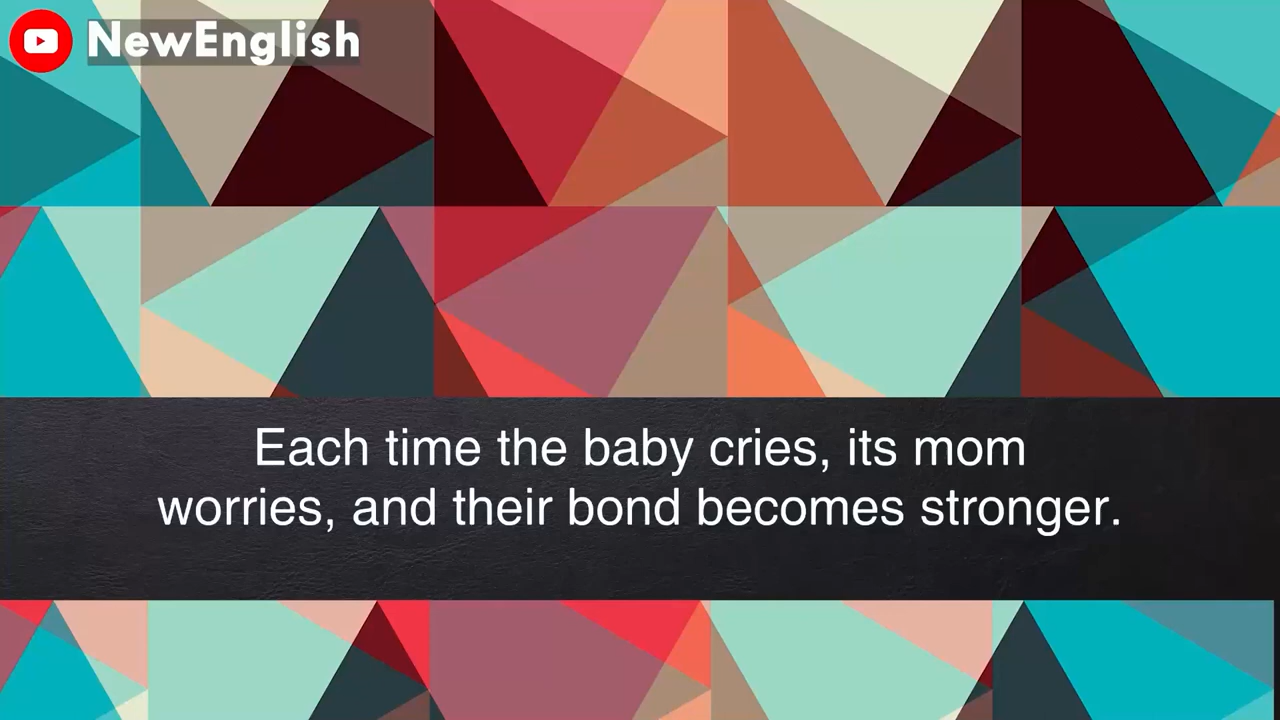 NewEnglish
Each time the baby cries, its mom
worries, and their bond becomes stronger.